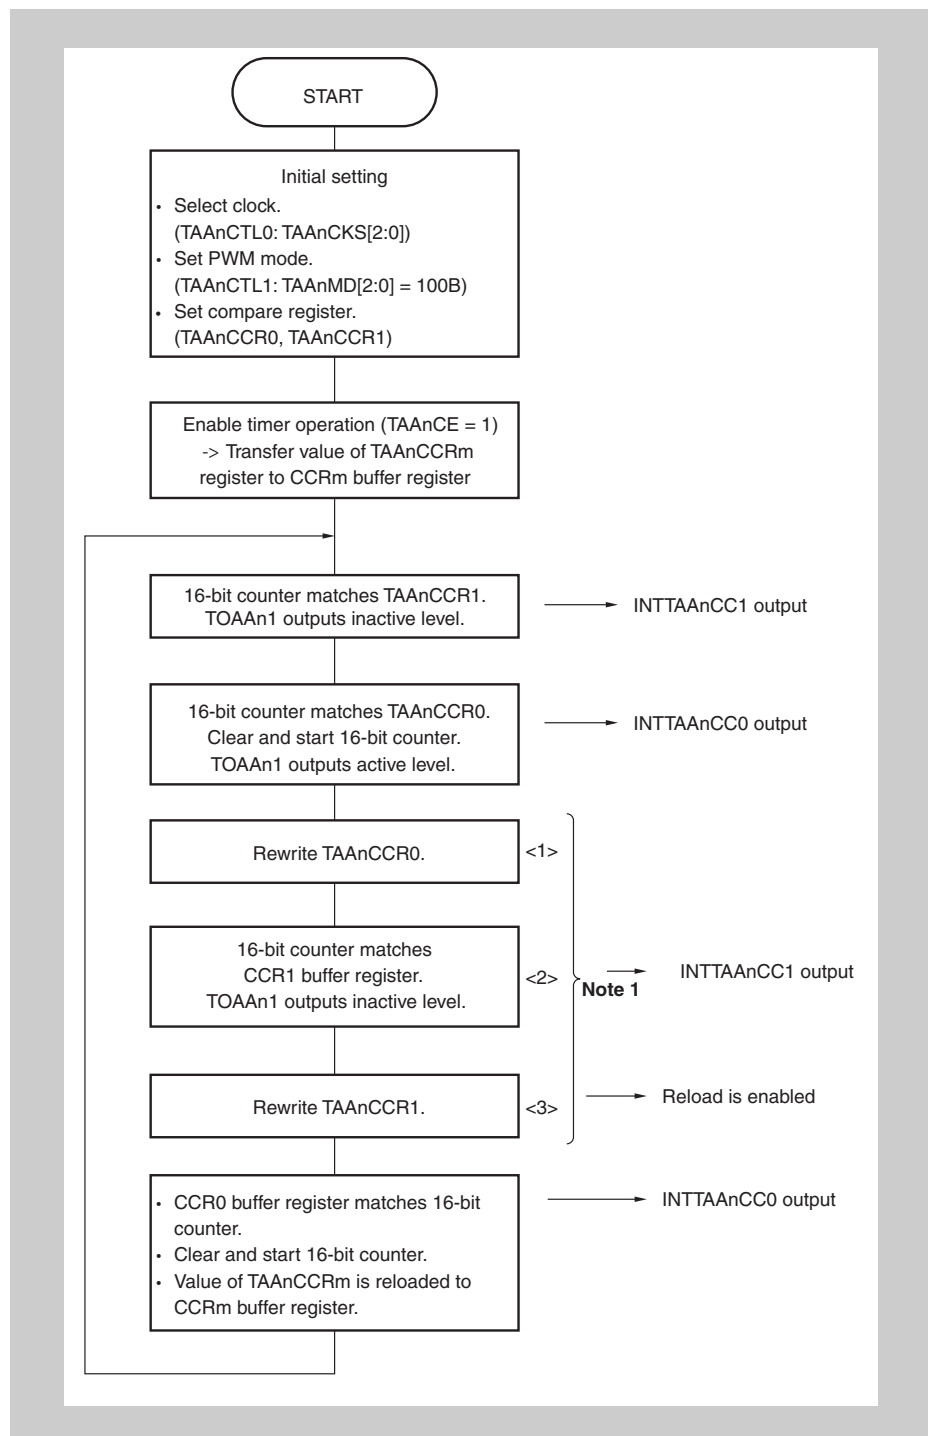 START
Initial setting
• Select clock.
(TAAnCTL0: TAAnCKS[2:0])
• Set PWM mode.
(TAAnCTL1: TAAnMD[2:0] = 100B)
• Set compare register.
(TAAnCCR0, TAAnCCR1)
Enable timer operation (TAAnCE = 1)
-> Transfer value of TAAnCCRm
register to CCRm buffer register
16-bit counter matches TAAnCCR1.
TOAAn1 outputs inactive level.
INTTAAnCC1 output
16-bit counter matches TAAnCCR0.
Clear and start 16-bit counter.
TOAAn1 outputs active level.
INTTAAnCC0 output
Rewrite TAAnCCR0.
<1>
16-bit counter matches
CCR1 buffer register.
TOAAn1 outputs inactive level.
<2>
Note 1
INTTAAnCC1 output
Rewrite TAAnCCR1.
<3>
Reload is enabled
• CCR0 buffer register matches 16-bit
counter.
• Clear and start 16-bit counter.
• Value of TAAnCCRm is reloaded to
CCRm buffer register.
INTTAAnCC0 output